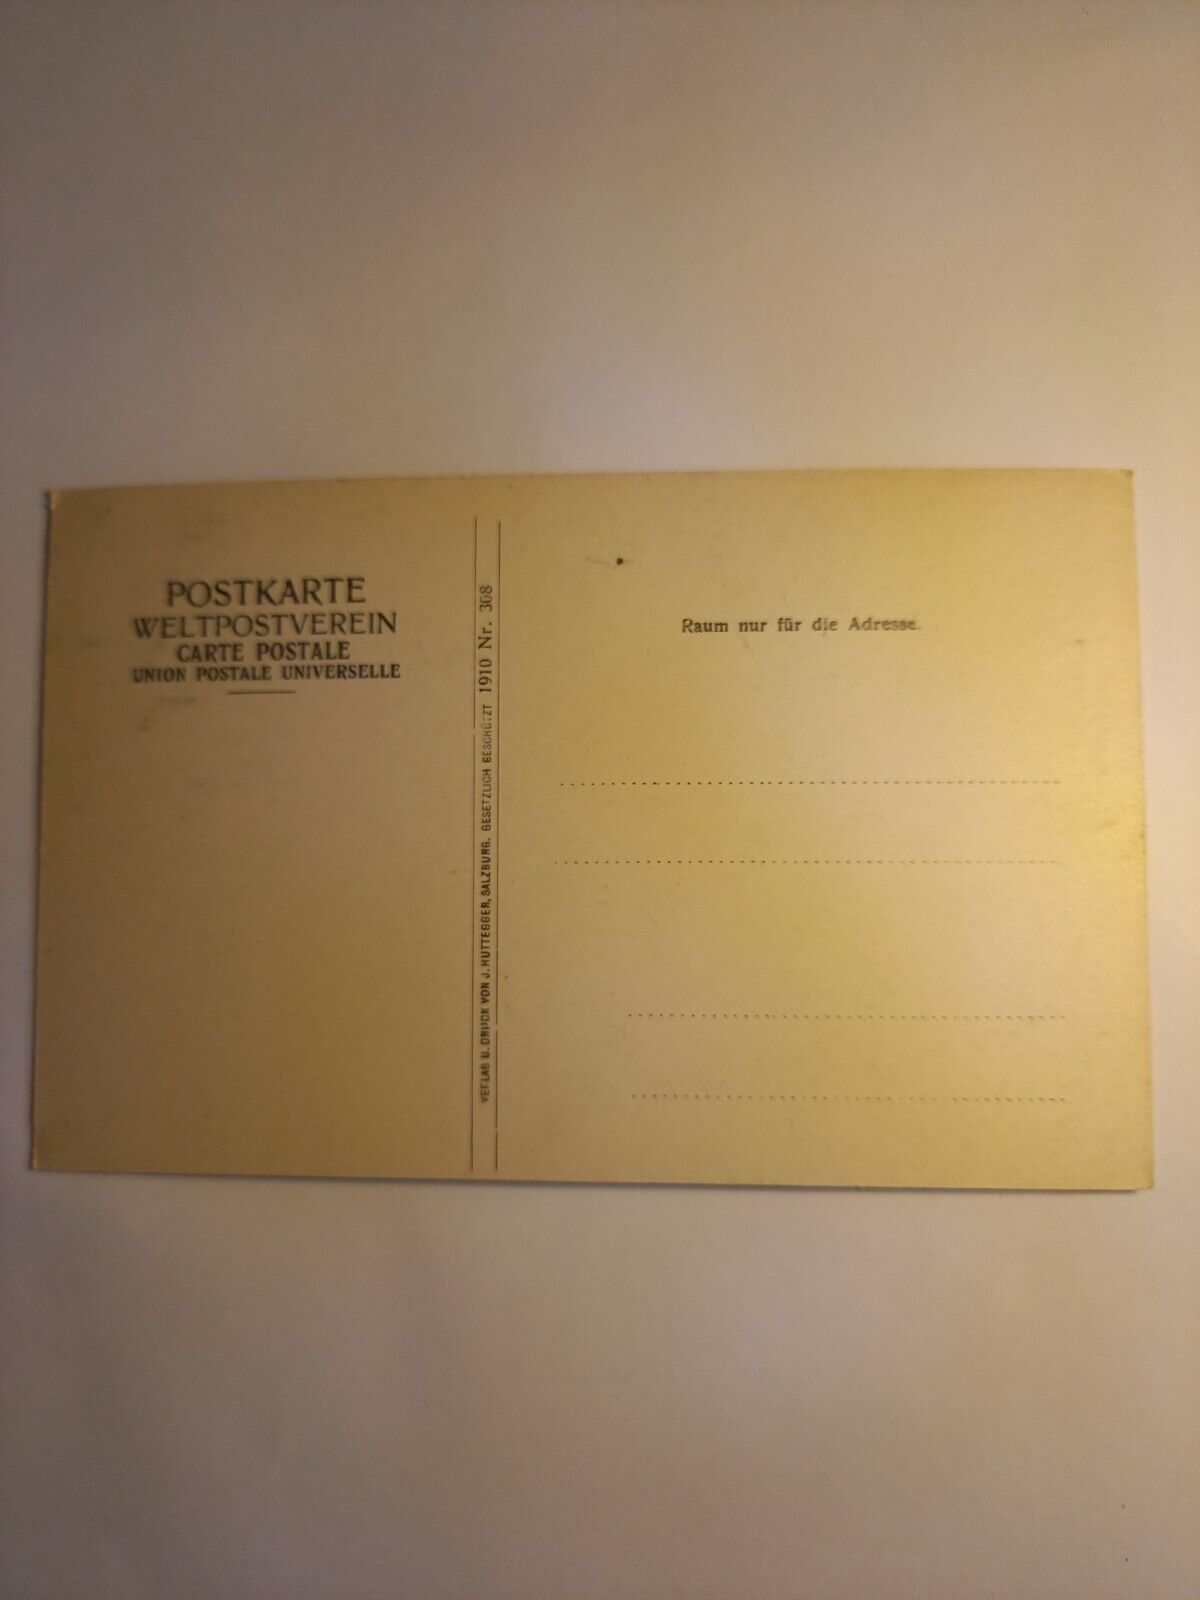 POSTKARTE
WELTPOSTVEREIN
CARTE POSTALE
UNION POSTALE UNIVERSELLE
VERLAG U. DRUCK VON J. HUTTEGGER, SALZBURG. GESETZLICH GESCHÜTZT 1910 Nr. 308
Raum nur für die Adresse.